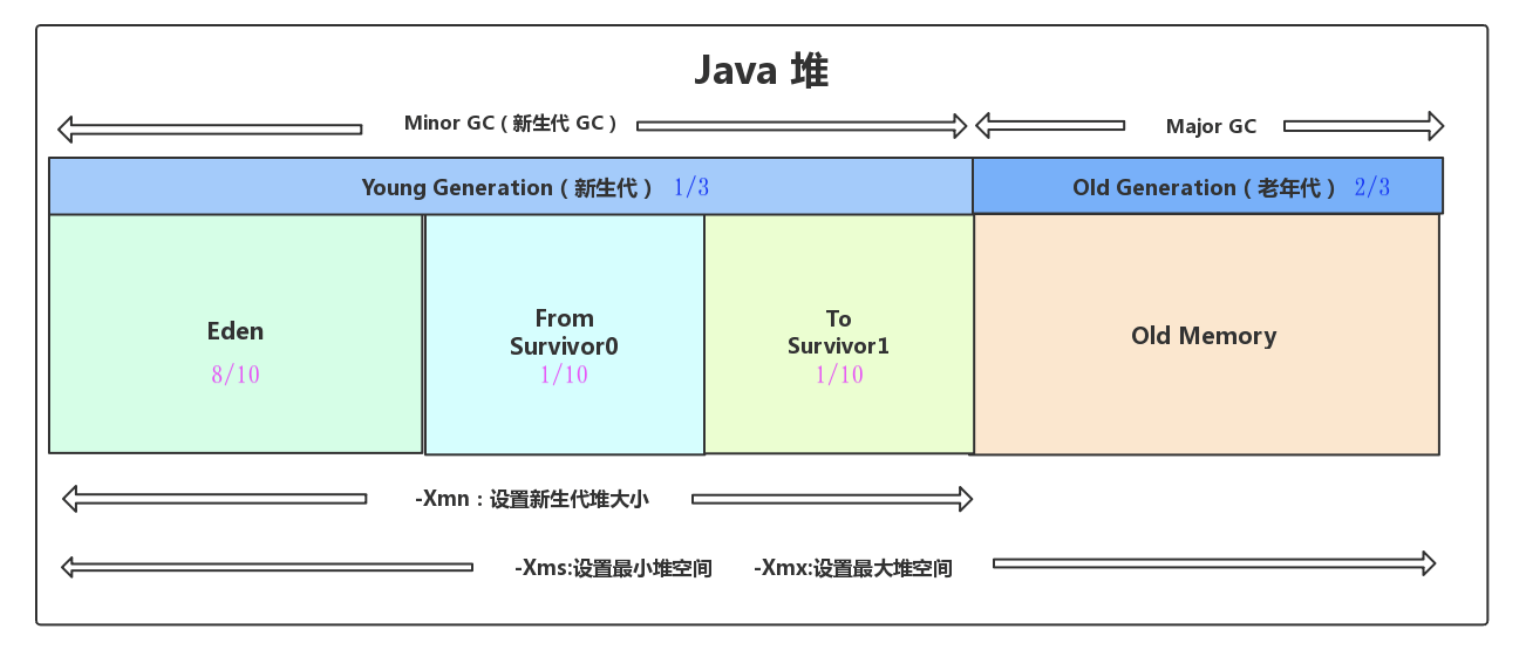 Java 堆
Minor GC ( 新生代 GC )
Major GC
Young Generation ( 新生代 ) 1/3
Old Generation ( 老年代 ) 2/3
Eden
8/10
From
Survivor0
1/10
To
Survivor1
1/10
Old Memory
-Xmn : 设置新生代堆大小
-Xms:设置最小堆空间
-Xmx:设置最大堆空间